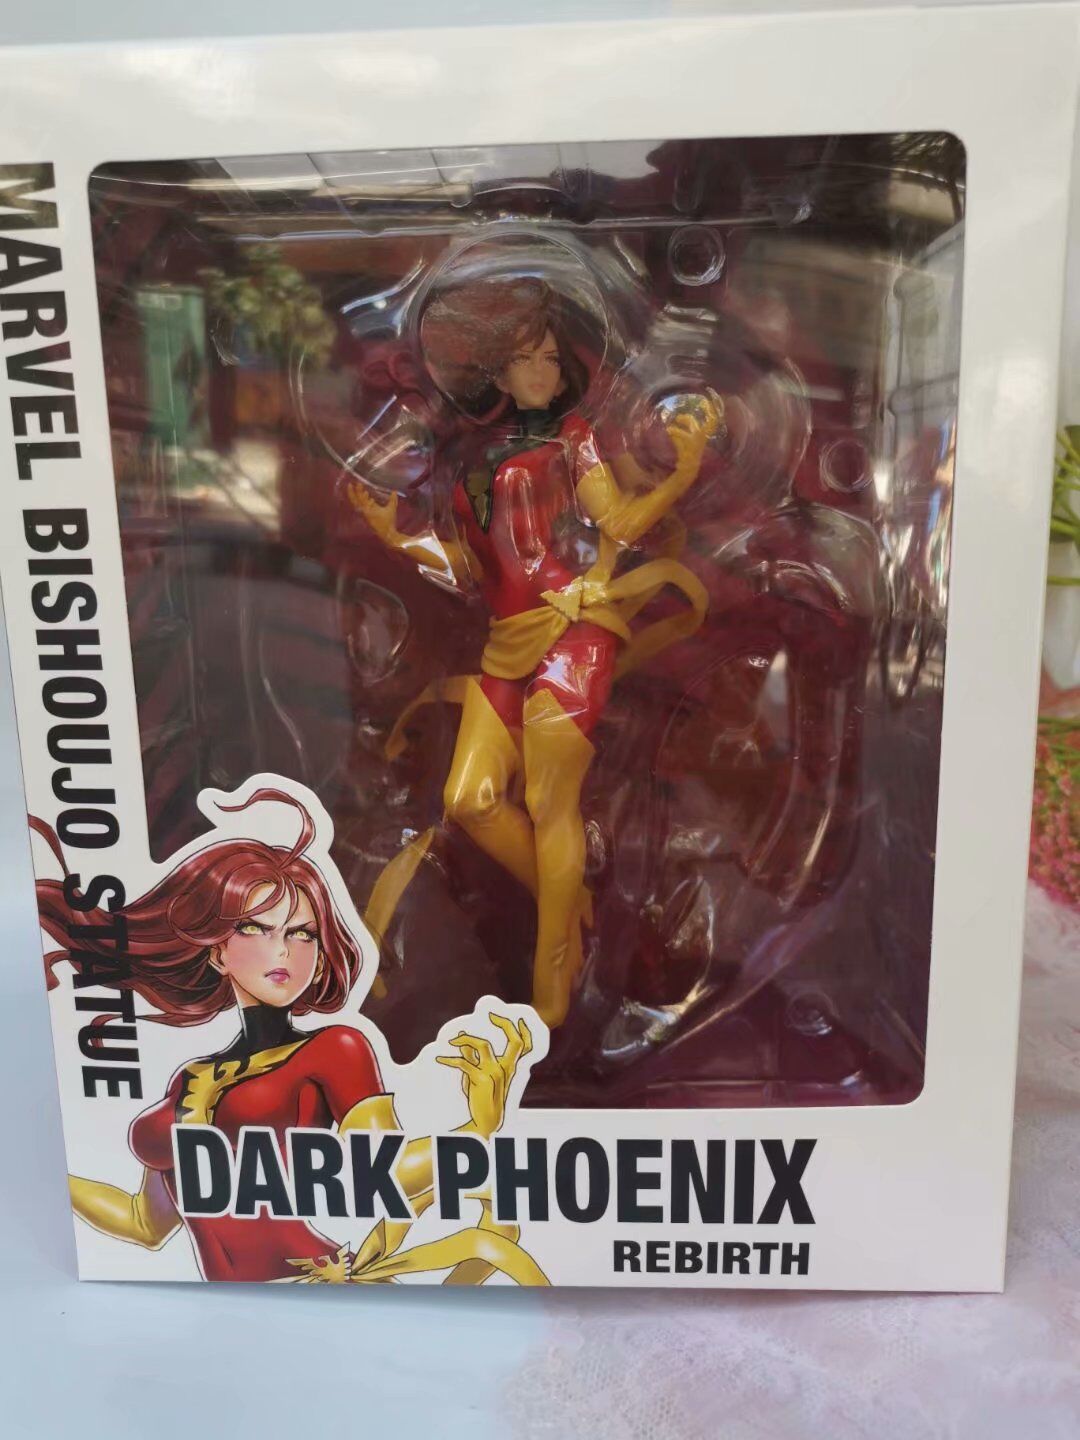 MARVEL BISHOUJO STATUE
DARK PHOENIX
REBIRTH